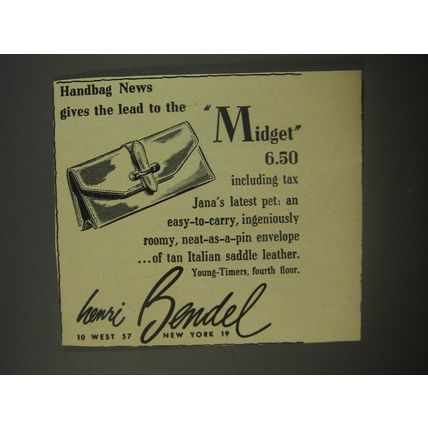 Handbag News
gives the lead to the
"Midget"
6.50
including tax
Jana's latest pet: an
easy-to-carry, ingeniously
roomy, neat-as-a-pin envelope
...of tan Italian saddle leather.
Young-Timers, fourth floor.
henri Bendel
10 WEST 57 NEW YORK 19